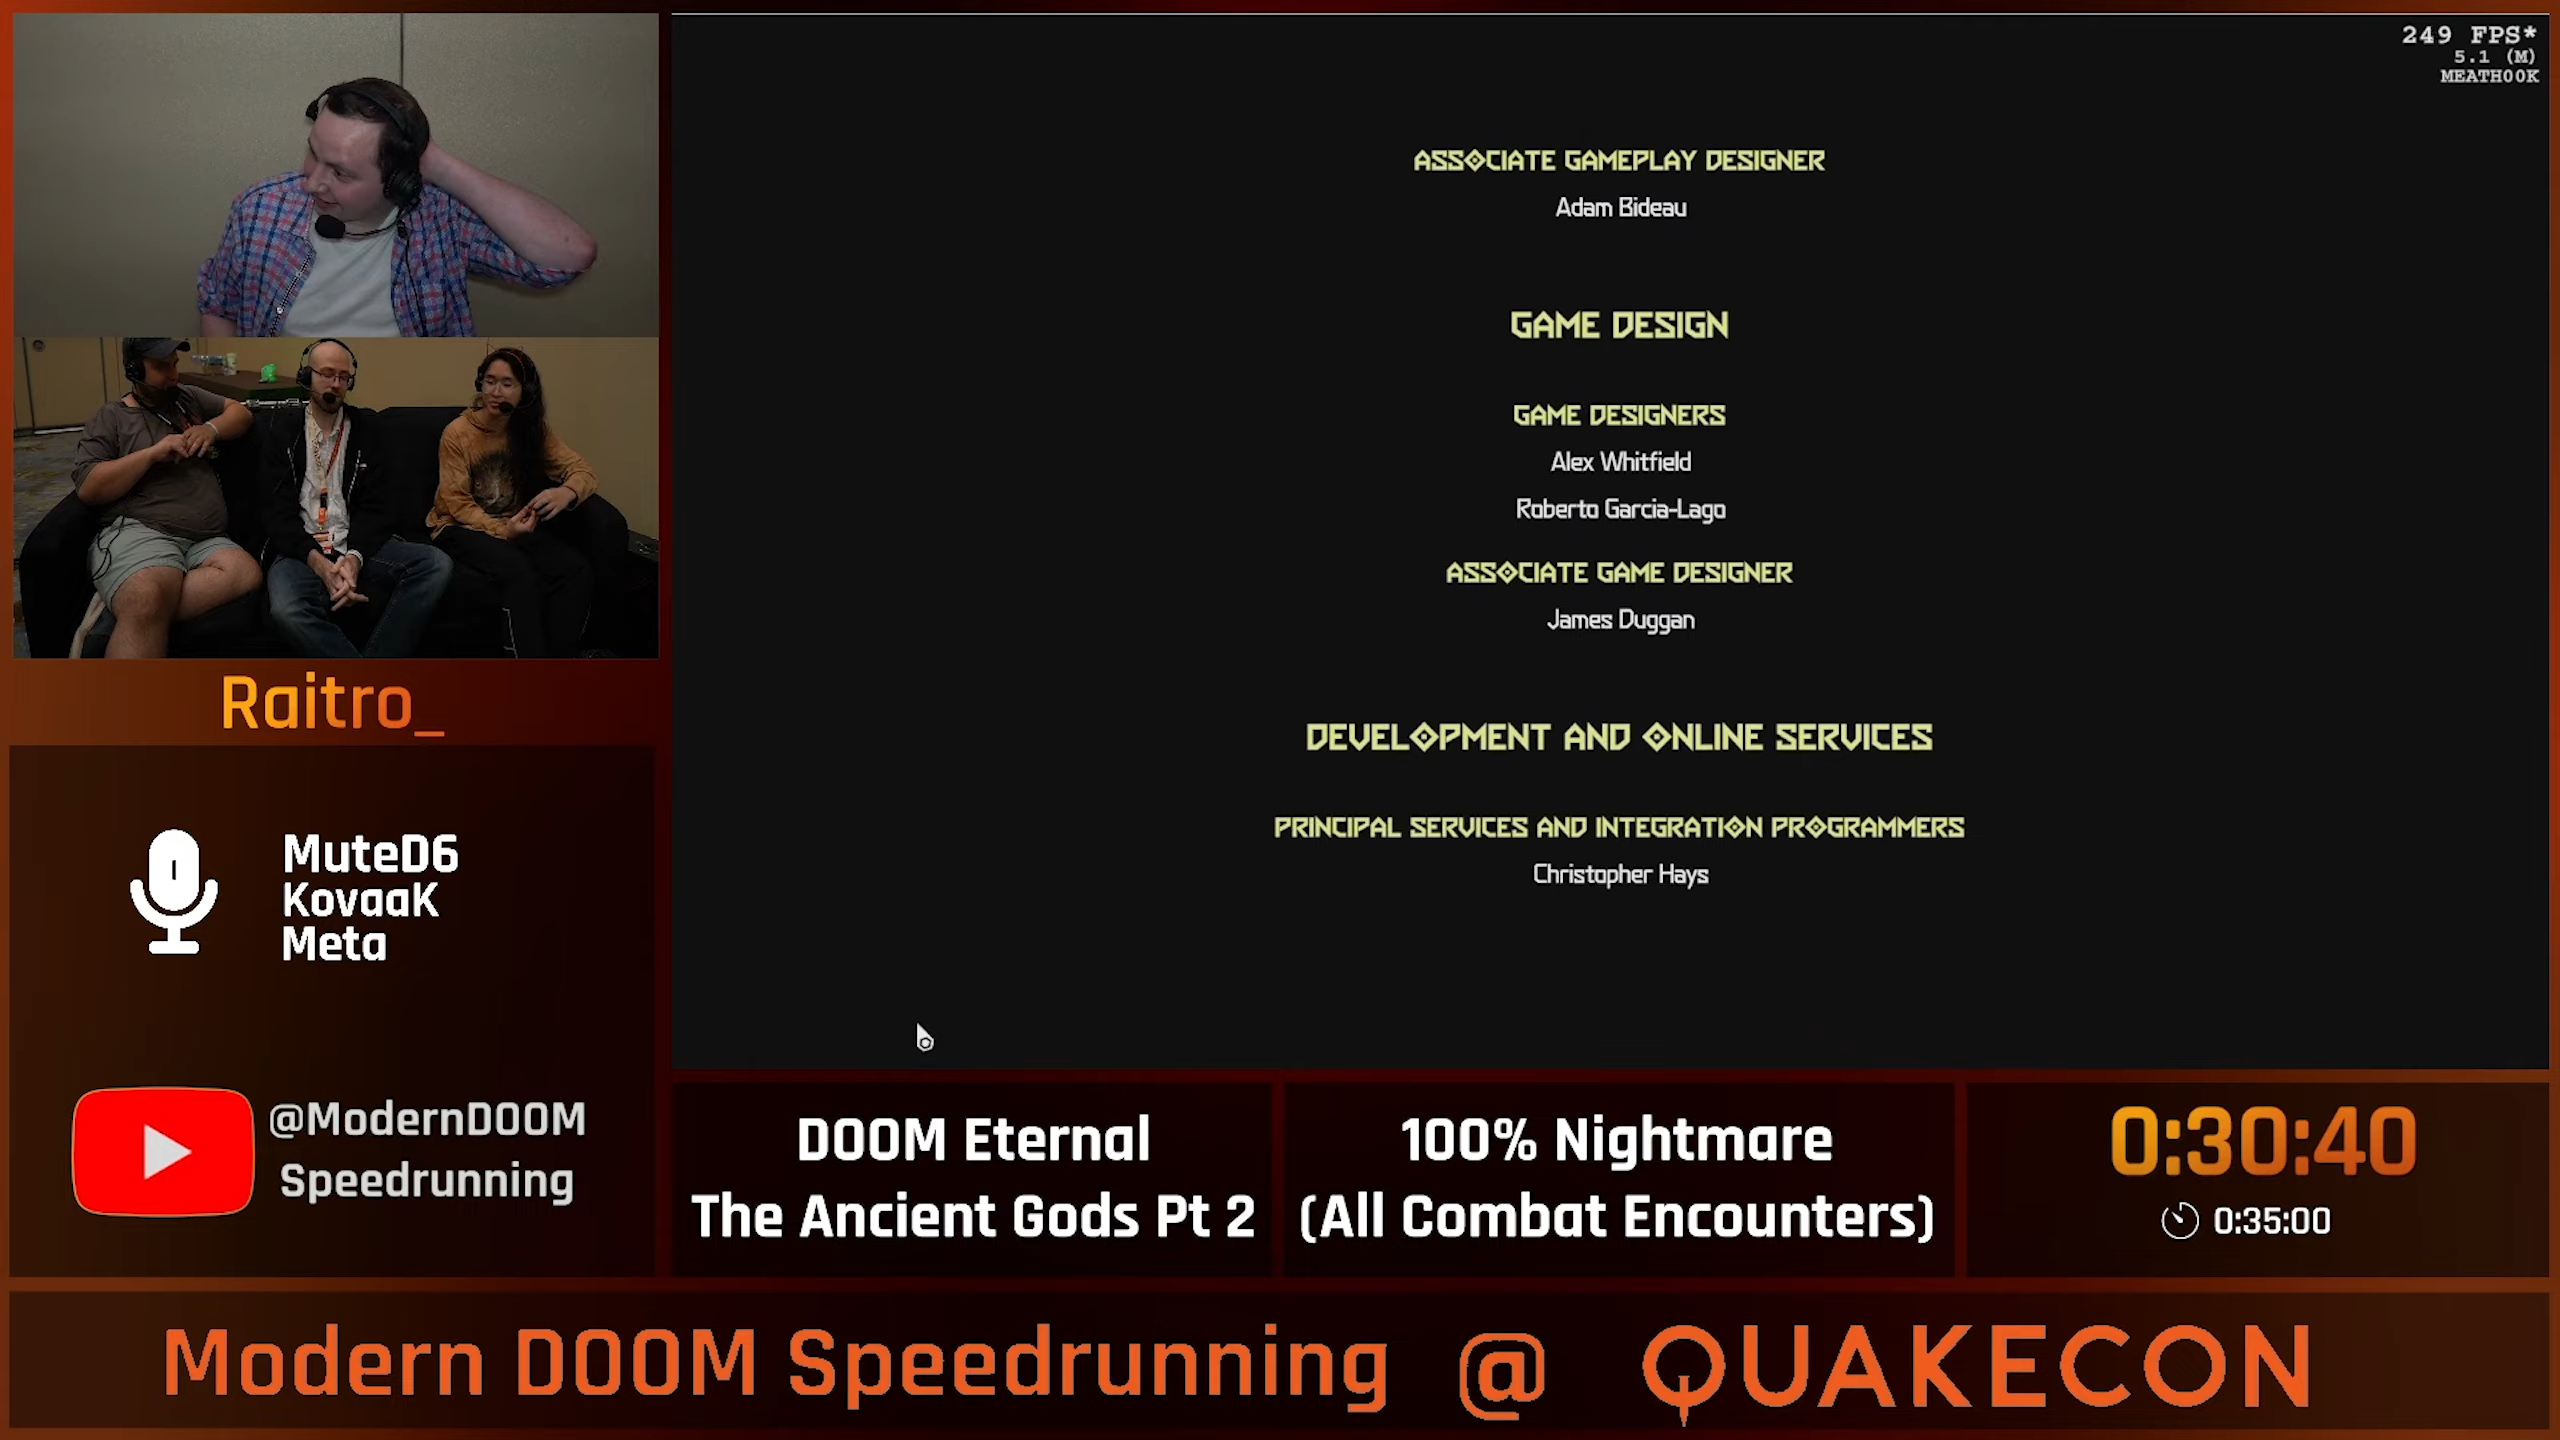 249 FPS*
5.1 (M)
MEATH00K
ASSOCIATE GAMEPLAY DESIGNER
Adam Bideau
GAME DESIGN
GAME DESIGNERS
Alex Whitfield
Roberto Garcia-Lago
ASSOCIATE GAME DESIGNER
James Duggan
DEVELOPMENT AND ONLINE SERVICES
PRINCIPAL SERVICES AND INTEGRATION PROGRAMMERS
Christopher Hays
Raitro_
MuteD6
KovaaK
Meta
@ModernDOOM
Speedrunning
DOOM Eternal
The Ancient Gods Pt 2
100% Nightmare
(All Combat Encounters)
0:30:40
0:35:00
Modern DOOM Speedrunning @ QUAKECON